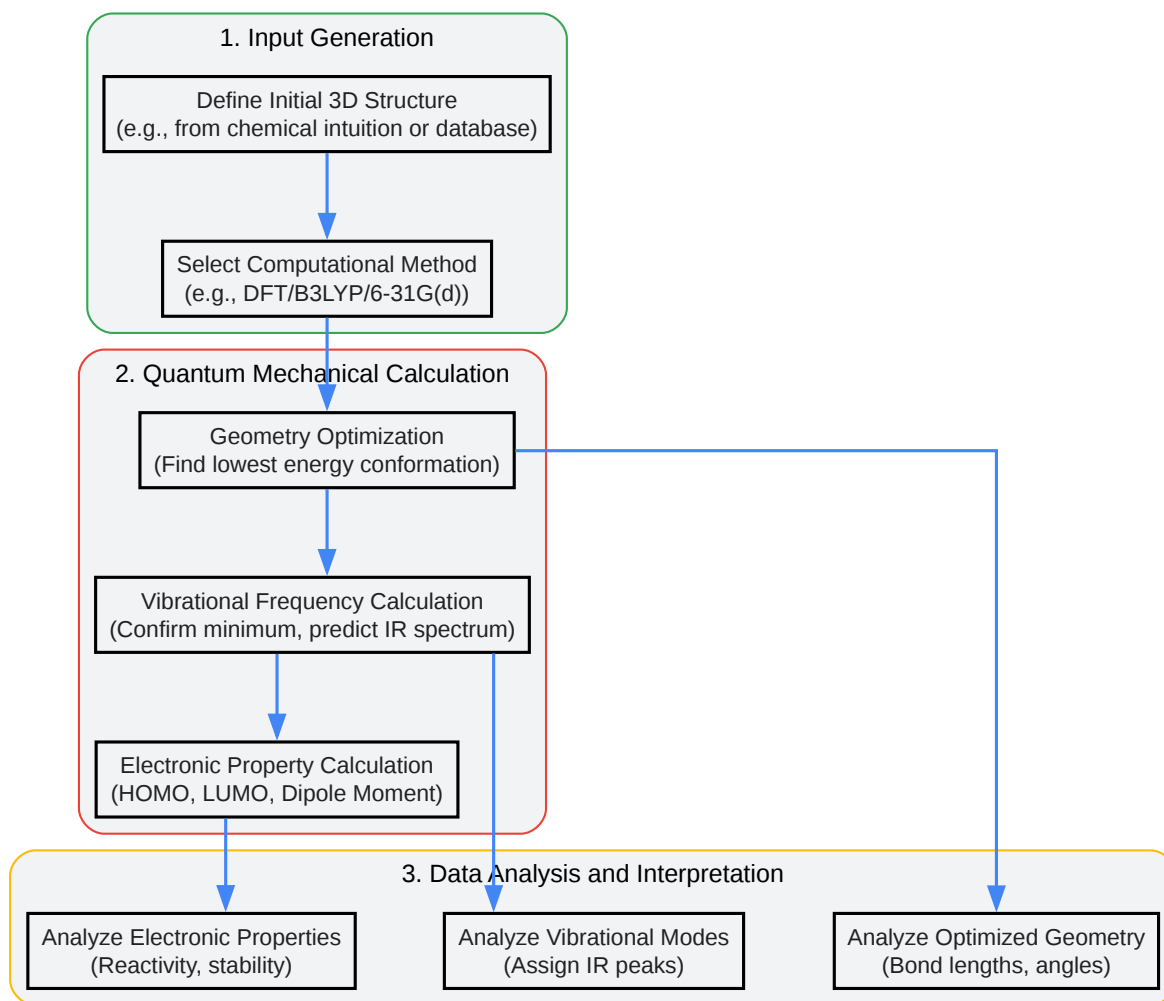 1. Input Generation
Define Initial 3D Structure
(e.g., from chemical intuition or database)
Select Computational Method
(e.g., DFT/B3LYP/6-31G(d))
2. Quantum Mechanical Calculation
Geometry Optimization
(Find lowest energy conformation)
Vibrational Frequency Calculation
(Confirm minimum, predict IR spectrum)
Electronic Property Calculation
(HOMO, LUMO, Dipole Moment)
3. Data Analysis and Interpretation
Analyze Electronic Properties
(Reactivity, stability)
Analyze Vibrational Modes
(Assign IR peaks)
Analyze Optimized Geometry
(Bond lengths, angles)